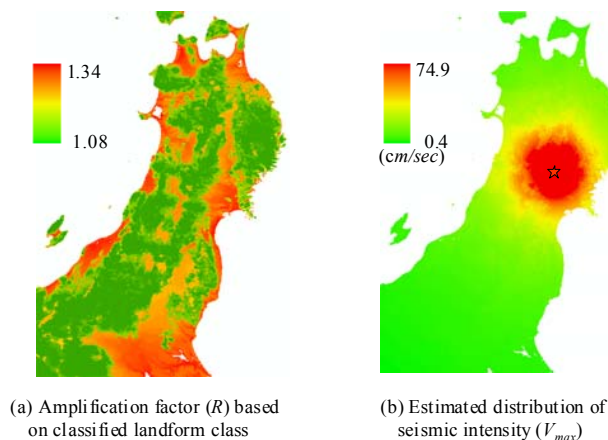 1.34
1.08
74.9
0.4
(cm/sec)
(a) Amplification factor (R) based
on classified landform class
(b) Estimated distribution of
seismic intensity (Vmax)